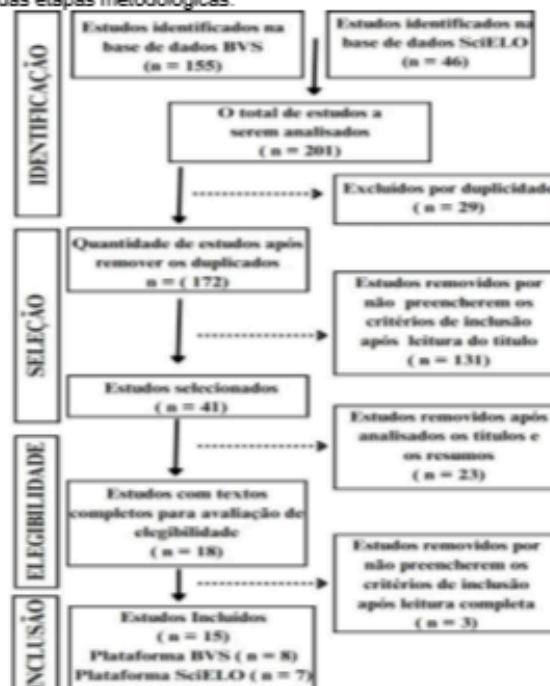 das etapas metodológicas.
IDENTIFICAÇÃO
Estudos identificados na
base de dados BVS
(n = 155)
Estudos identificados na
base de dados SciELO
(n = 46)
O total de estudos a
serem analisados
( n = 201)
Excluídos por duplicidade
( n = 29)
SELEÇÃO
Quantidade de estudos após
remover os duplicados
n = ( 172)
Estudos removidos por
não preencherem os
critérios de inclusão
após leitura do título
( n = 131)
Estudos selecionados
( n = 41)
ELEGIBILIDADE
Estudos removidos após
analisados os títulos e
os resumos
( n = 23)
Estudos com textos
completos para avaliação de
elegibilidade
( n = 18)
Estudos removidos por
não preencherem os
critérios de inclusão
após leitura completa
( n = 3)
NCLUSÃO
Estudos Incluídos
( n = 15)
Plataforma BVS ( n = 8)
Plataforma SciELO ( n = 7)